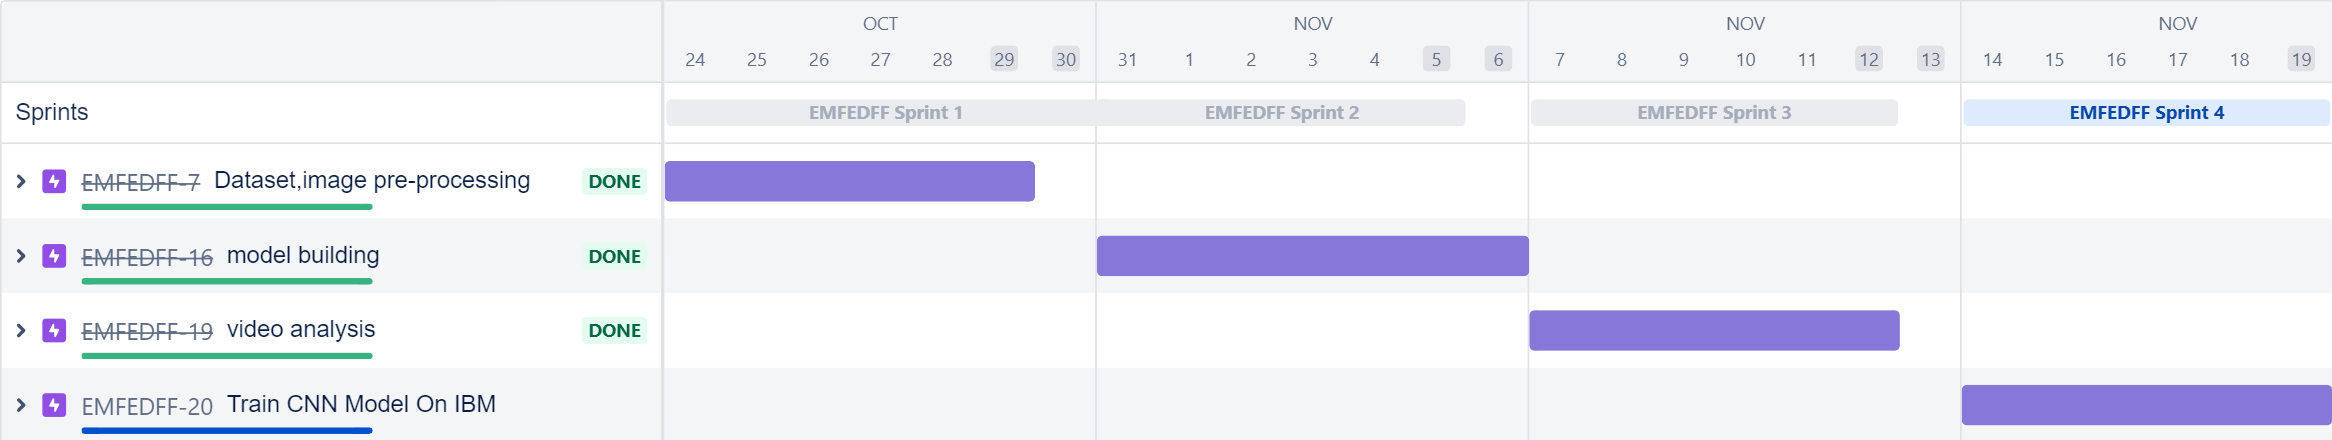 OCT NOV NOV NOV
24 25 26 27 28 29 30 31 1 2 3 4 5 6 7 8 9 10 11 12 13 14 15 16 17 18 19
Sprints EMFEDFF Sprint 1 EMFEDFF Sprint 2 EMFEDFF Sprint 3 EMFEDFF Sprint 4
EMFEDFF-7 Dataset,image pre-processing DONE
EMFEDFF-16 model building DONE
EMFEDFF-19 video analysis DONE
EMFEDFF-20 Train CNN Model On IBM